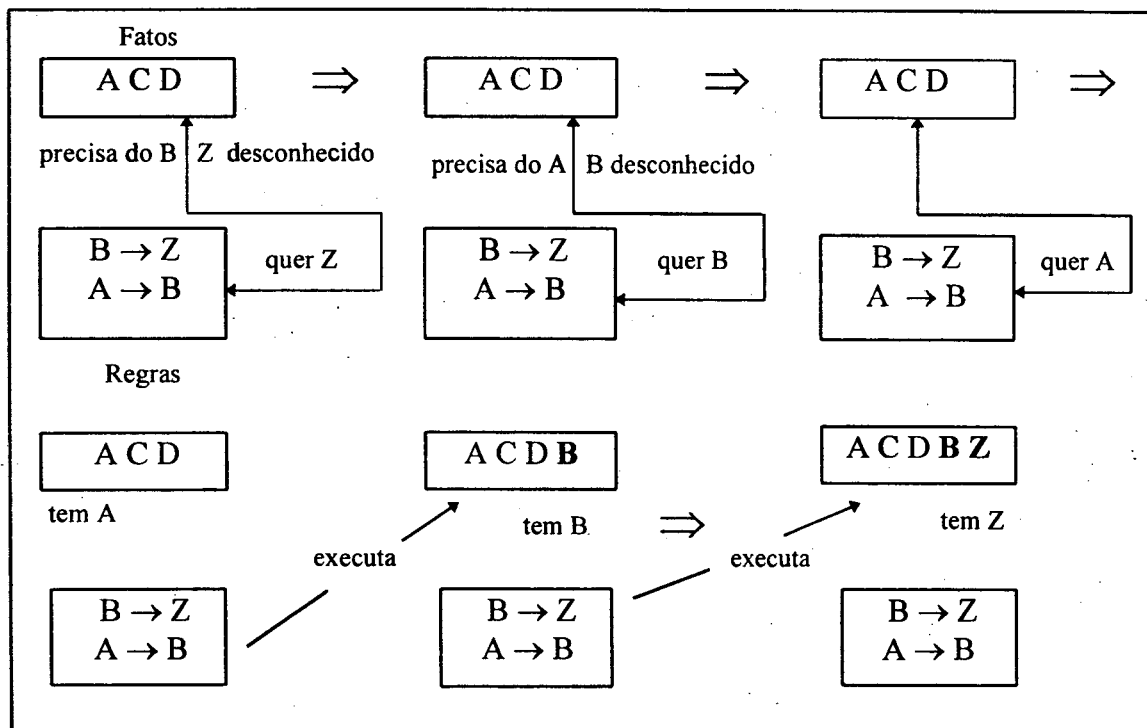 Fatos
A C D ⇒ A C D ⇒ A C D ⇒
precisa do B Z desconhecido precisa do A B desconhecido
B → Z quer Z B → Z quer B B → Z quer A
A → B A → B A → B
Regras
A C D A C D B A C D B Z
tem A tem B ⇒ tem Z
executa executa
B → Z B → Z B → Z
A → B A → B A → B